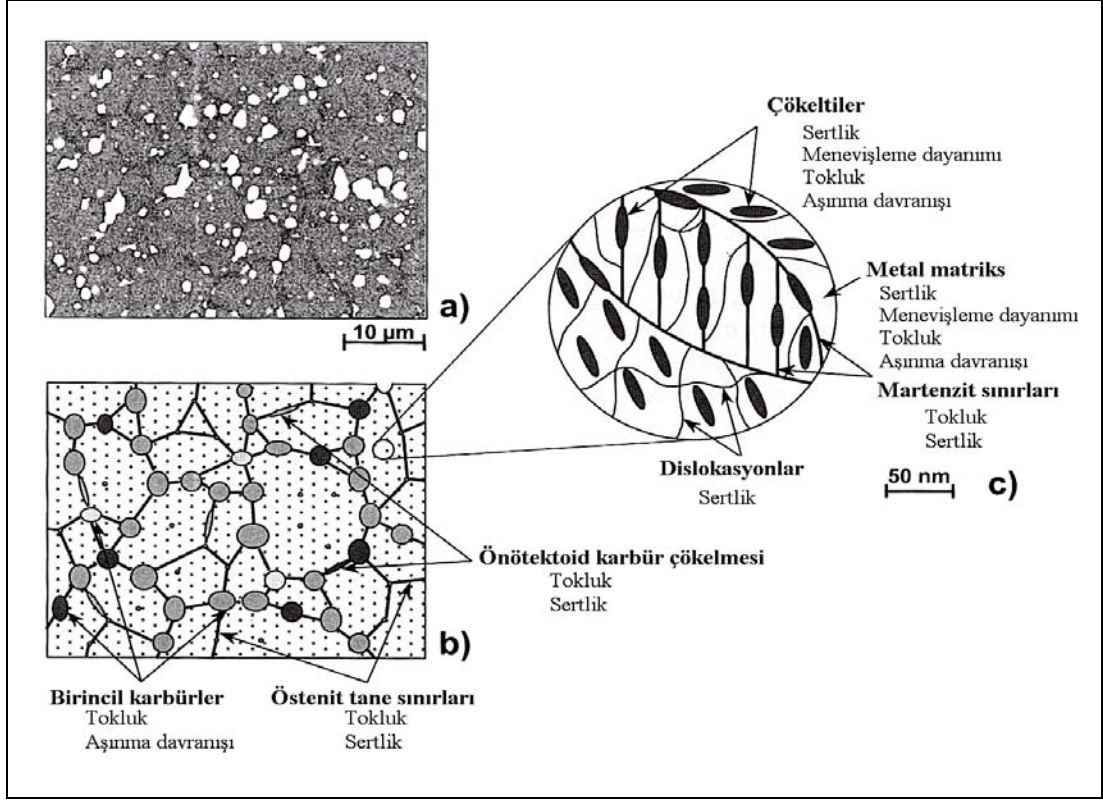 a)
10 µm
Çökeltiler
Sertlik
Menevişleme dayanımı
Tokluk
Aşınma davranışı
Metal matriks
Sertlik
Menevişleme dayanımı
Tokluk
Aşınma davranışı
Martenzit sınırları
Tokluk
Sertlik
Dislokasyonlar
Sertlik
50 nm
c)
Önötektoid karbür çökelmesi
Tokluk
Sertlik
b)
Birincil karbürler
Tokluk
Aşınma davranışı
Östenit tane sınırları
Tokluk
Sertlik